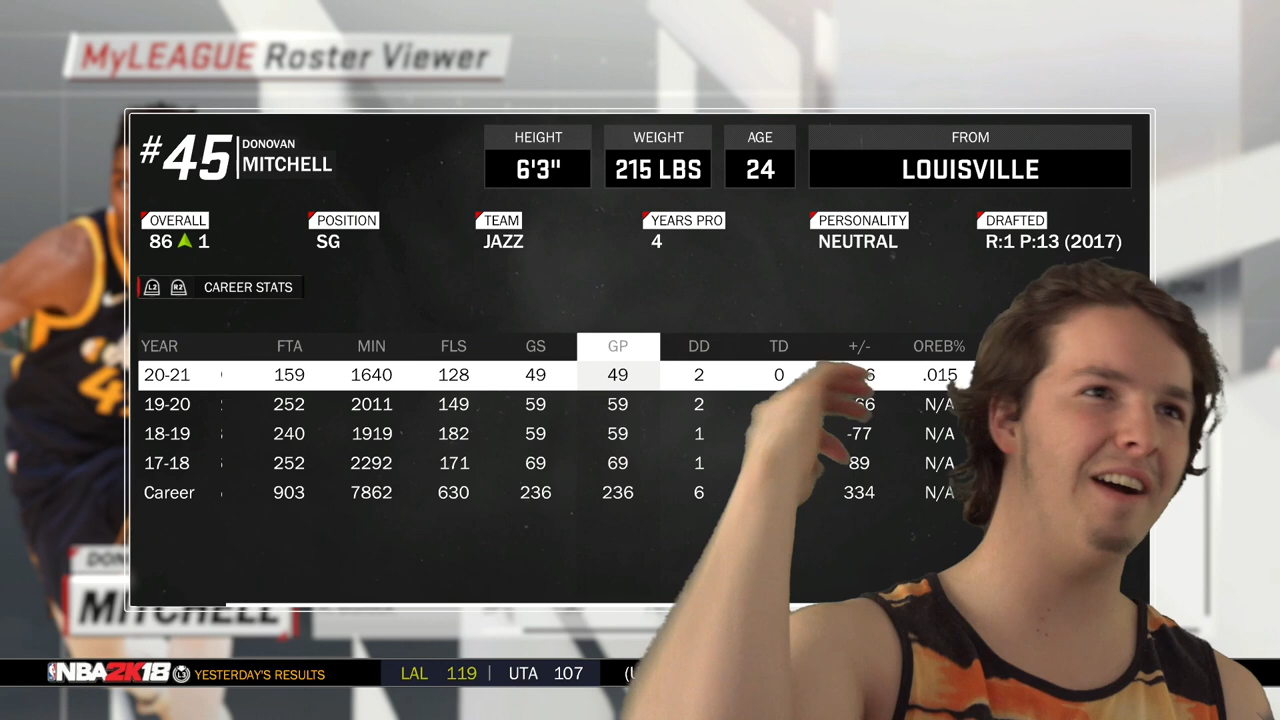 MyLEAGUE Roster Viewer
#45 DONOVAN MITCHELL
HEIGHT WEIGHT AGE FROM
6'3" 215 LBS 24 LOUISVILLE
OVERALL POSITION TEAM YEARS PRO PERSONALITY DRAFTED
86 1 SG JAZZ 4 NEUTRAL R:1 P:13 (2017)
L2 R2 CAREER STATS
YEAR FTA MIN FLS GS GP DD TD +/- OREB%
20-21 159 1640 128 49 49 2 0 .015
19-20 252 2011 149 59 59 2 N/A
18-19 240 1919 182 59 59 1 -77 N/A
17-18 252 2292 171 69 69 1 89 N/A
Career 903 7862 630 236 236 6 334 N/A
MITCHELL
NBA2K18 YESTERDAY'S RESULTS LAL 119 | UTA 107